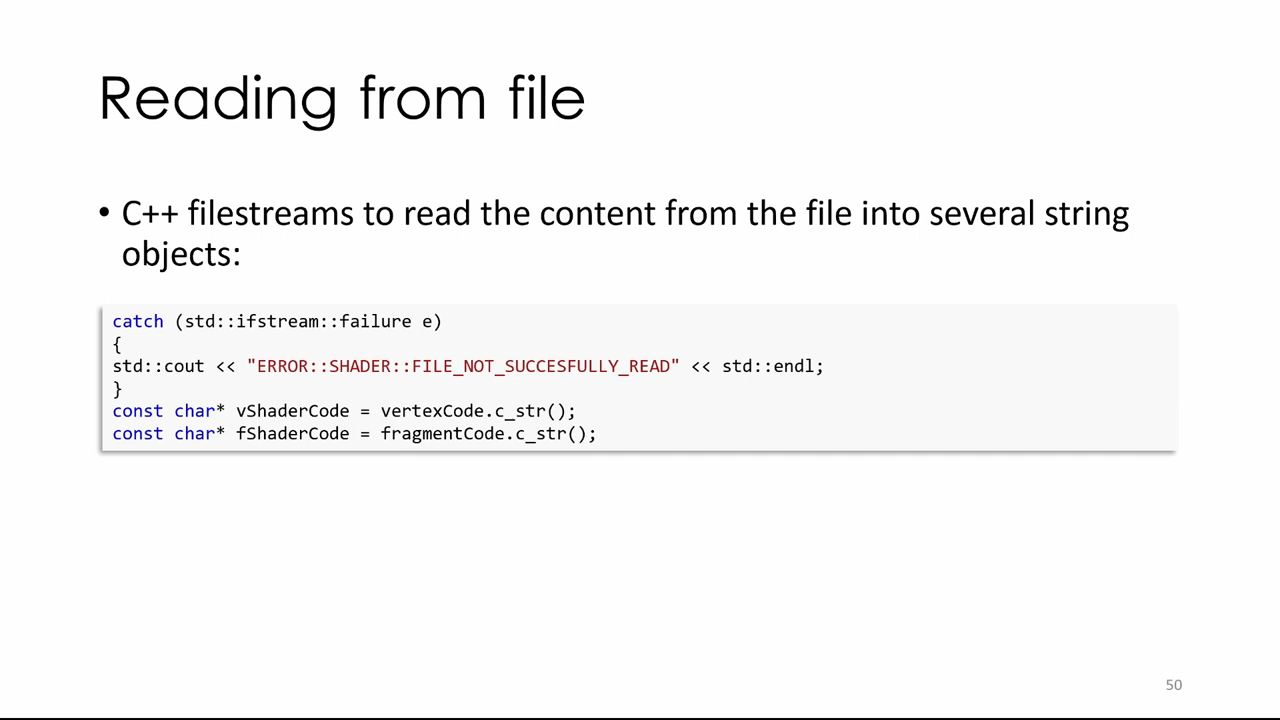 Reading from file
• C++ filestreams to read the content from the file into several string
objects:
catch (std::ifstream::failure e)
{
std::cout << "ERROR::SHADER::FILE_NOT_SUCCESFULLY_READ" << std::endl;
}
const char* vShaderCode = vertexCode.c_str();
const char* fShaderCode = fragmentCode.c_str();
50